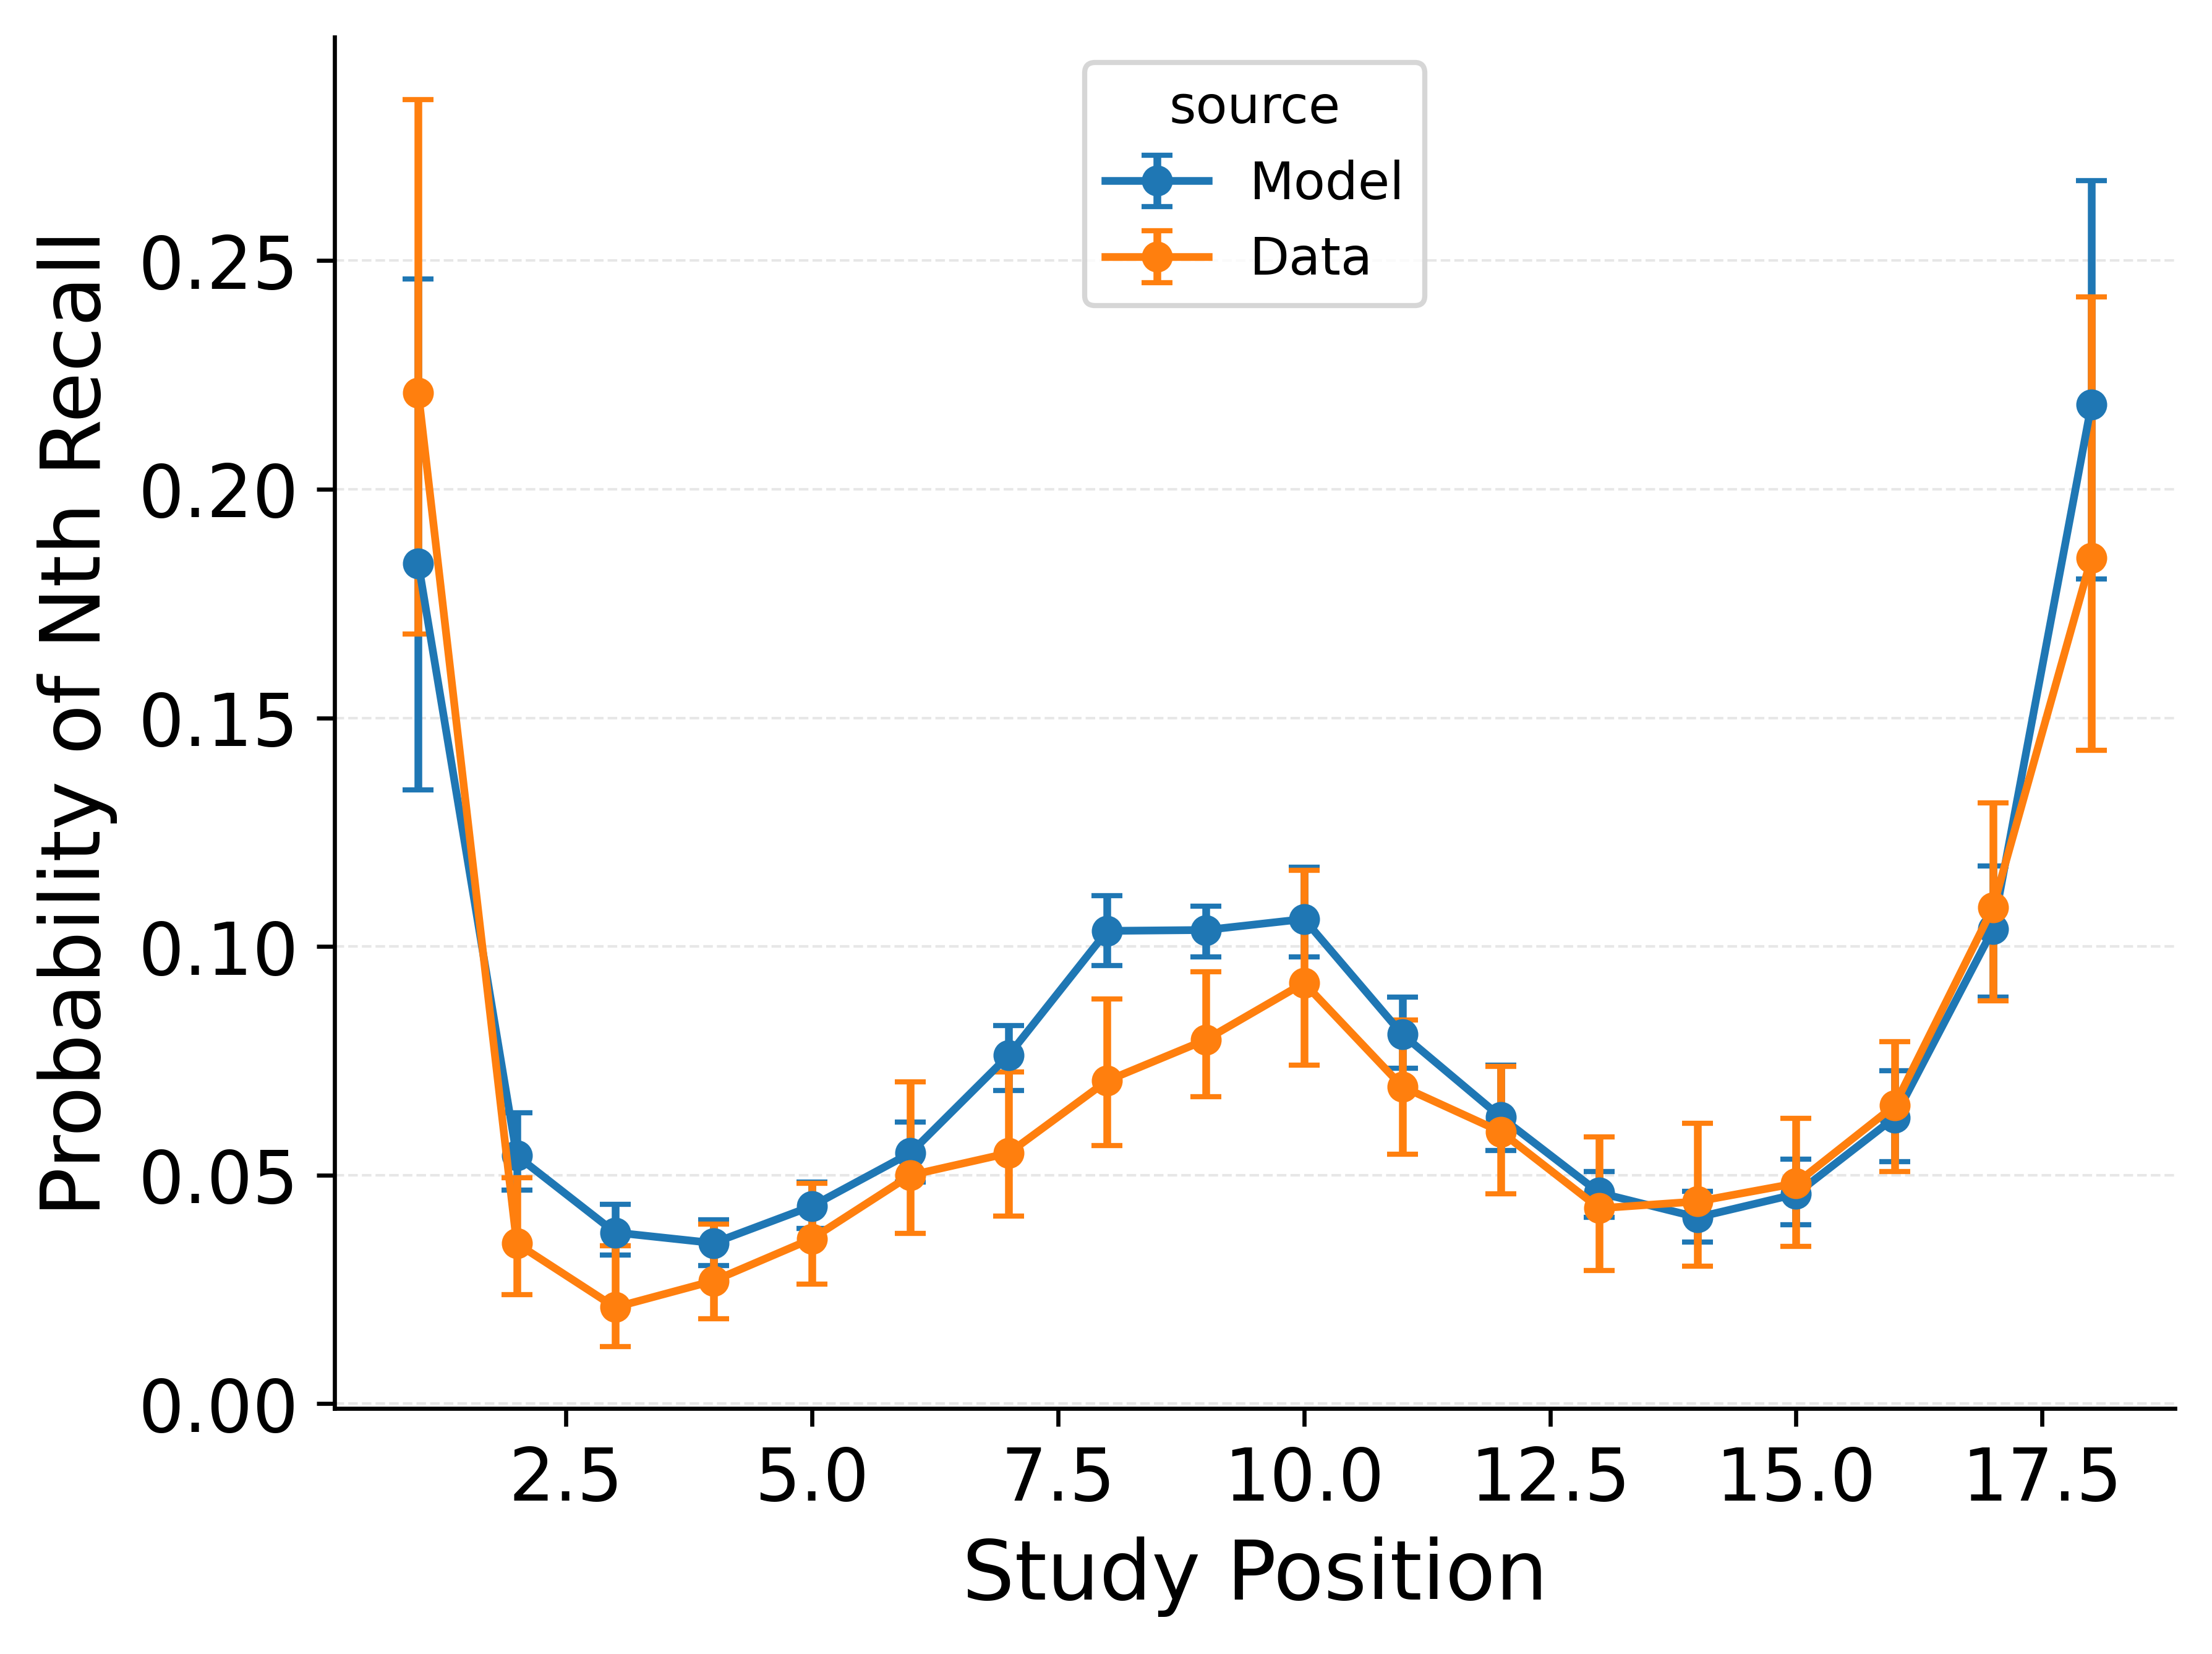 source
Model
Data
Probability of Nth Recall
0.25
0.20
0.15
0.10
0.05
0.00
2.5 5.0 7.5 10.0 12.5 15.0 17.5
Study Position